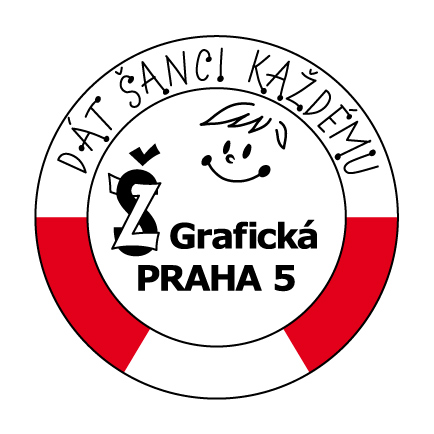 DÁT ŠANCI KAŽDÉMU
ZŠ Grafická
PRAHA 5